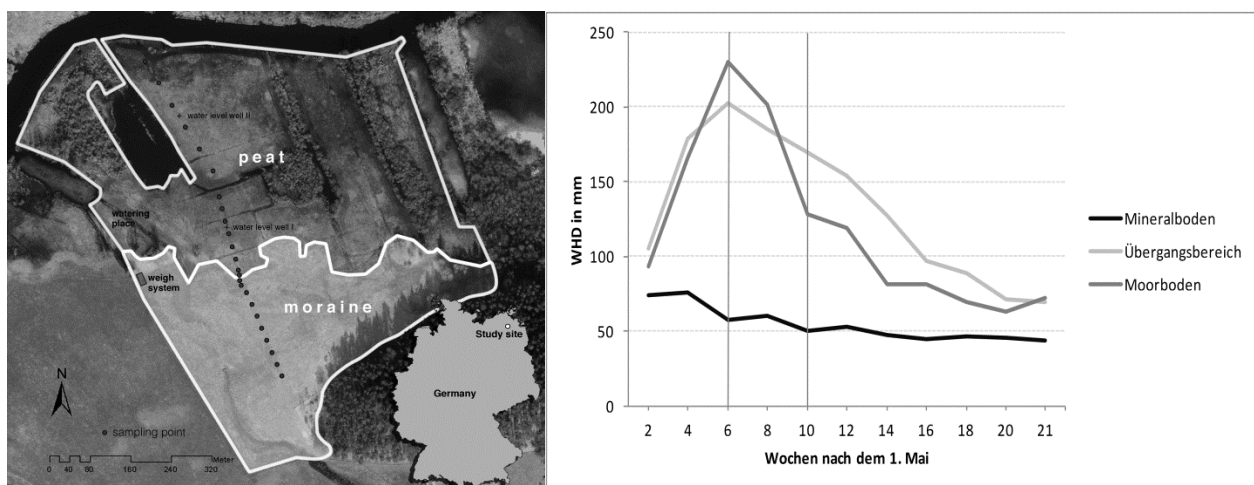 water level well II
peat
watering
place
water level well I
weigh
system
moraine
Study site
Germany
N
sampling point
Meter
0 40 80 160 240 320
250
200
150
100
50
0
WHD in mm
2 4 6 8 10 12 14 16 18 20 21
Wochen nach dem 1. Mai
Mineralboden
Übergangsbereich
Moorboden